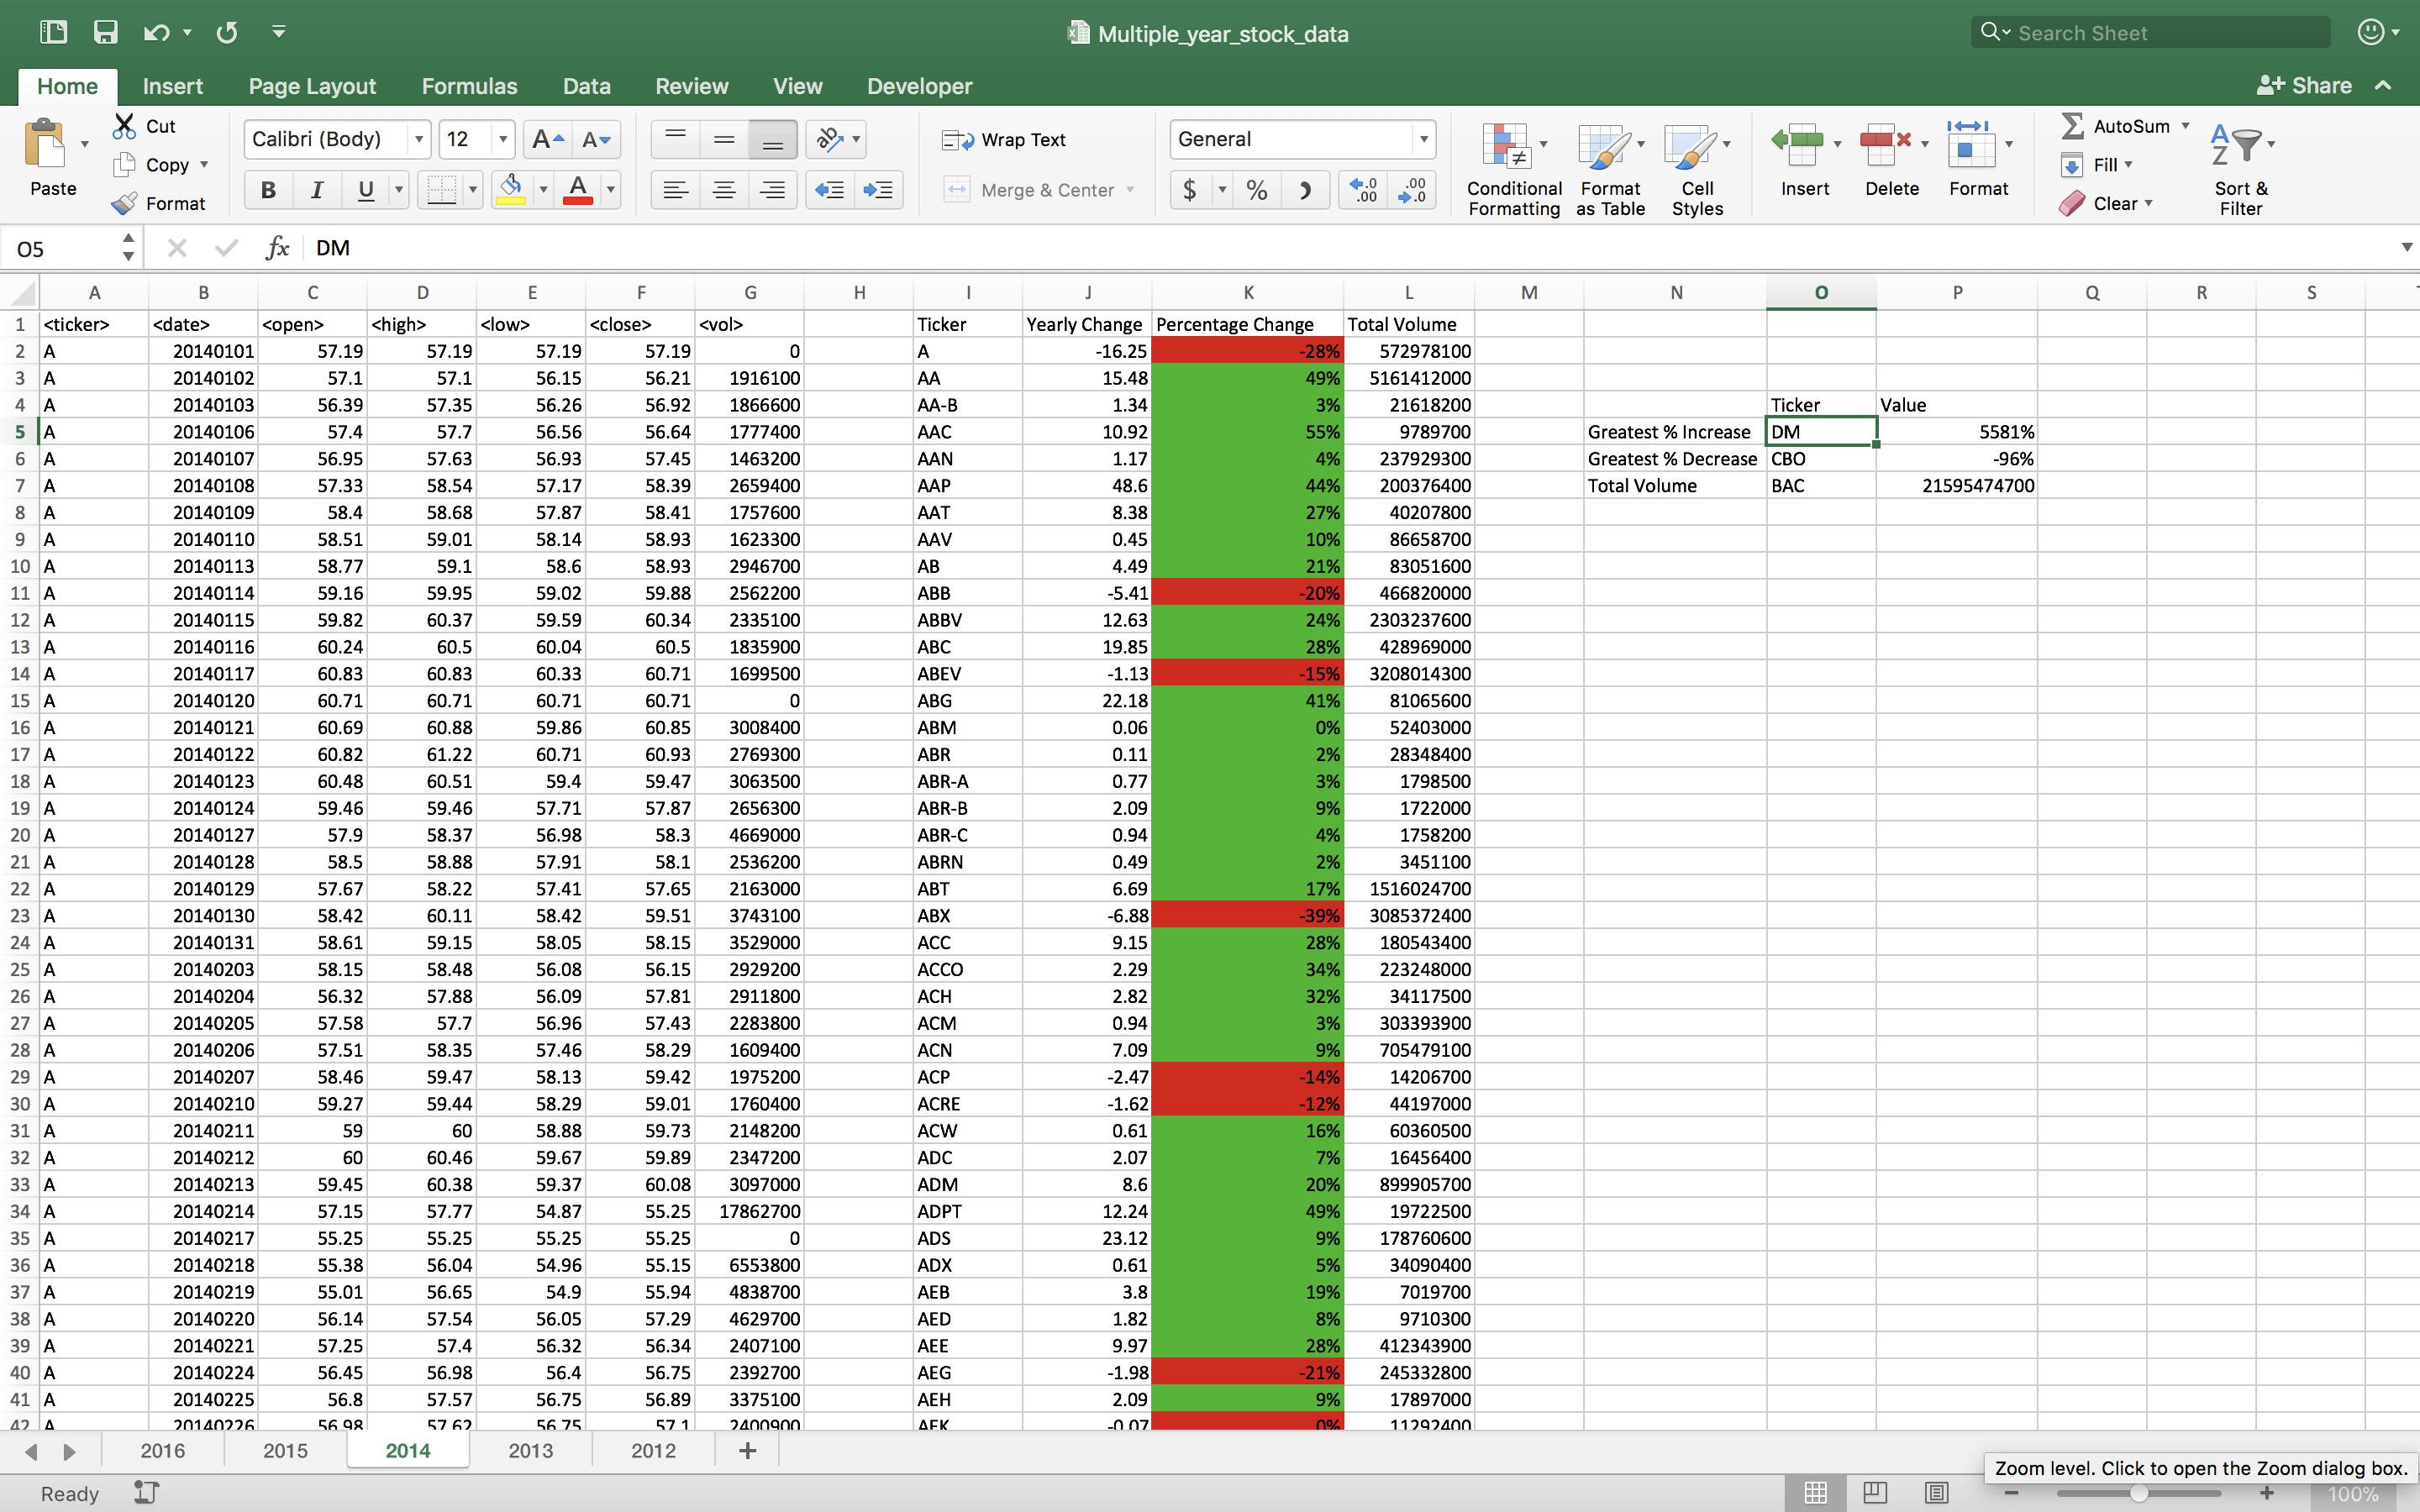 Multiple_year_stock_data
Search Sheet
Home Insert Page Layout Formulas Data Review View Developer Share
Paste Cut Copy Format
Calibri (Body) 12 A A
B I U A
Wrap Text
Merge & Center
General
$ % .0 .00 .00 .0
Conditional Formatting Format as Table Cell Styles
Insert Delete Format
AutoSum Fill Clear
Sort & Filter
O5 fx DM
A B C D E F G H I J K L M N O P Q R S
1 <ticker> <date> <open> <high> <low> <close> <vol> Ticker Yearly Change Percentage Change Total Volume
2 A 20140101 57.19 57.19 57.19 57.19 0 A -16.25 -28% 572978100
3 A 20140102 57.1 57.1 56.15 56.21 1916100 AA 15.48 49% 5161412000
4 A 20140103 56.39 57.35 56.26 56.92 1866600 AA-B 1.34 3% 21618200 Ticker Value
5 A 20140106 57.4 57.7 56.56 56.64 1777400 AAC 10.92 55% 9789700 Greatest % Increase DM 5581%
6 A 20140107 56.95 57.63 56.93 57.45 1463200 AAN 1.17 4% 237929300 Greatest % Decrease CBO -96%
7 A 20140108 57.33 58.54 57.17 58.39 2659400 AAP 48.6 44% 200376400 Total Volume BAC 21595474700
8 A 20140109 58.4 58.68 57.87 58.41 1757600 AAT 8.38 27% 40207800
9 A 20140110 58.51 59.01 58.14 58.93 1623300 AAV 0.45 10% 86658700
10 A 20140113 58.77 59.1 58.6 58.93 2946700 AB 4.49 21% 83051600
11 A 20140114 59.16 59.95 59.02 59.88 2562200 ABB -5.41 -20% 466820000
12 A 20140115 59.82 60.37 59.59 60.34 2335100 ABBV 12.63 24% 2303237600
13 A 20140116 60.24 60.5 60.04 60.5 1835900 ABC 19.85 28% 428969000
14 A 20140117 60.83 60.83 60.33 60.71 1699500 ABEV -1.13 -15% 3208014300
15 A 20140120 60.71 60.71 60.71 60.71 0 ABG 22.18 41% 81065600
16 A 20140121 60.69 60.88 59.86 60.85 3008400 ABM 0.06 0% 52403000
17 A 20140122 60.82 61.22 60.71 60.93 2769300 ABR 0.11 2% 28348400
18 A 20140123 60.48 60.51 59.4 59.47 3063500 ABR-A 0.77 3% 1798500
19 A 20140124 59.46 59.46 57.71 57.87 2656300 ABR-B 2.09 9% 1722000
20 A 20140127 57.9 58.37 56.98 58.3 4669000 ABR-C 0.94 4% 1758200
21 A 20140128 58.5 58.88 57.91 58.1 2536200 ABRN 0.49 2% 3451100
22 A 20140129 57.67 58.22 57.41 57.65 2163000 ABT 6.69 17% 1516024700
23 A 20140130 58.42 60.11 58.42 59.51 3743100 ABX -6.88 -39% 3085372400
24 A 20140131 58.61 59.15 58.05 58.15 3529000 ACC 9.15 28% 180543400
25 A 20140203 58.15 58.48 56.08 56.15 2929200 ACCO 2.29 34% 223248000
26 A 20140204 56.32 57.88 56.09 57.81 2911800 ACH 2.82 32% 34117500
27 A 20140205 57.58 57.7 56.96 57.43 2283800 ACM 0.94 3% 303393900
28 A 20140206 57.51 58.35 57.46 58.29 1609400 ACN 7.09 9% 705479100
29 A 20140207 58.46 59.47 58.13 59.42 1975200 ACP -2.47 -14% 14206700
30 A 20140210 59.27 59.44 58.29 59.01 1760400 ACRE -1.62 -12% 44197000
31 A 20140211 59 60 58.88 59.73 2148200 ACW 0.61 16% 60360500
32 A 20140212 60 60.46 59.67 59.89 2347200 ADC 2.07 7% 16456400
33 A 20140213 59.45 60.38 59.37 60.08 3097000 ADM 8.6 20% 899905700
34 A 20140214 57.15 57.77 54.87 55.25 17862700 ADPT 12.24 49% 19722500
35 A 20140217 55.25 55.25 55.25 55.25 0 ADS 23.12 9% 178760600
36 A 20140218 55.38 56.04 54.96 55.15 6553800 ADX 0.61 5% 34090400
37 A 20140219 55.01 56.65 54.9 55.94 4838700 AEB 3.8 19% 7019700
38 A 20140220 56.14 57.54 56.05 57.29 4629700 AED 1.82 8% 9710300
39 A 20140221 57.25 57.4 56.32 56.34 2407100 AEE 9.97 28% 412343900
40 A 20140224 56.45 56.98 56.4 56.75 2392700 AEG -1.98 -21% 245332800
41 A 20140225 56.8 57.57 56.75 56.89 3375100 AEH 2.09 9% 17897000
42 A 20140226 56.98 57.62 56.75 57.1 2400900 AEK -0.07 0% 11292400
2016 2015 2014 2013 2012 +
Zoom level. Click to open the Zoom dialog box.
Ready 100%